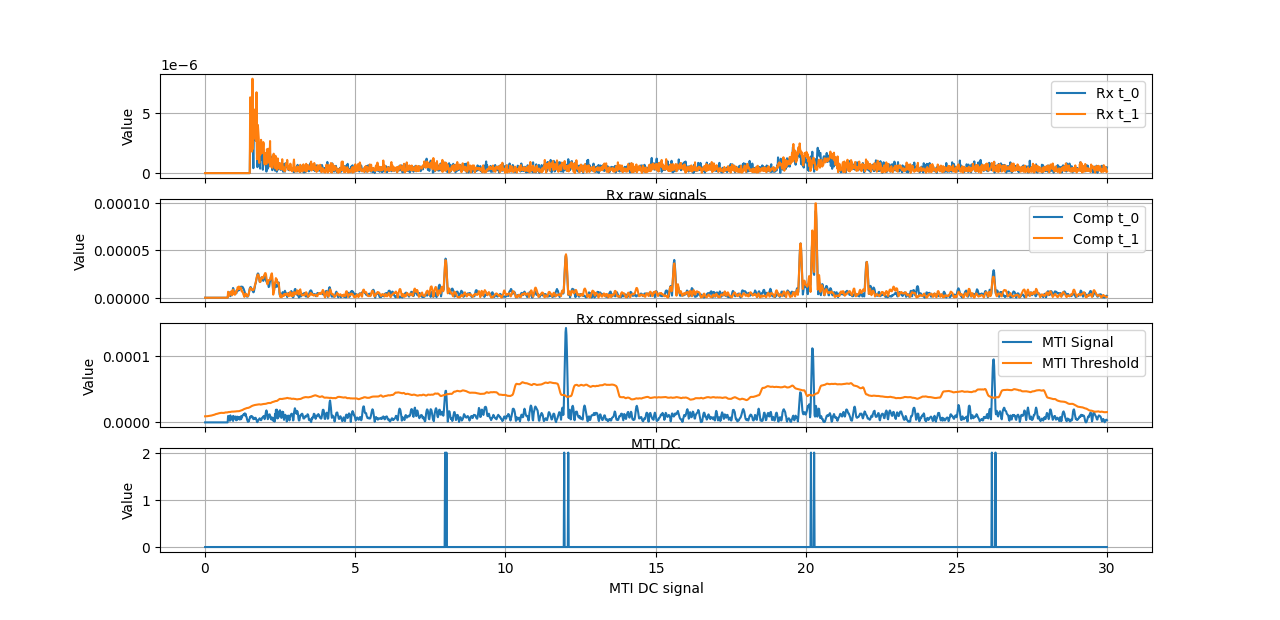 1e−6
5
0
Value
Rx t_0
Rx t_1
Rx raw signals
0.00010
0.00005
0.00000
Value
Comp t_0
Comp t_1
Rx compressed signals
0.0001
0.0000
Value
MTI Signal
MTI Threshold
MTI DC
2
1
0
Value
0 5 10 15 20 25 30
MTI DC signal